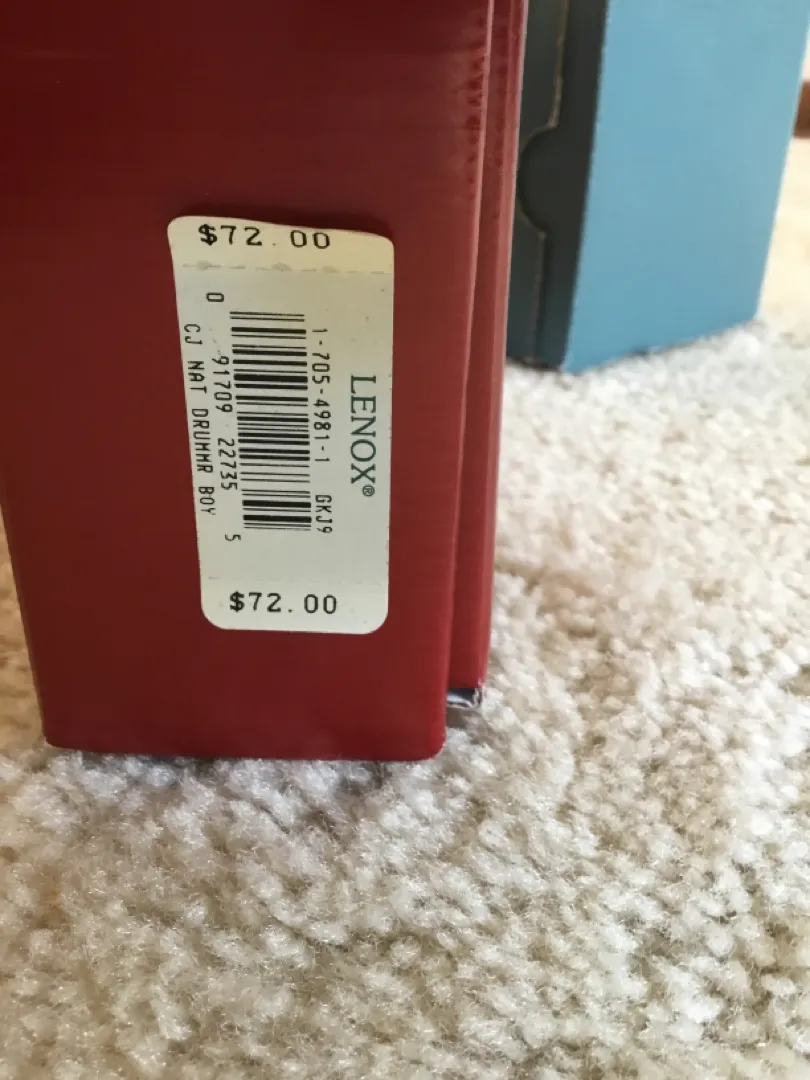 $72.00
LENOX®
1-705-4981-1 GKJ9
0 91709 22735 5
CJ NAT DRUMMR BOY
$72.00